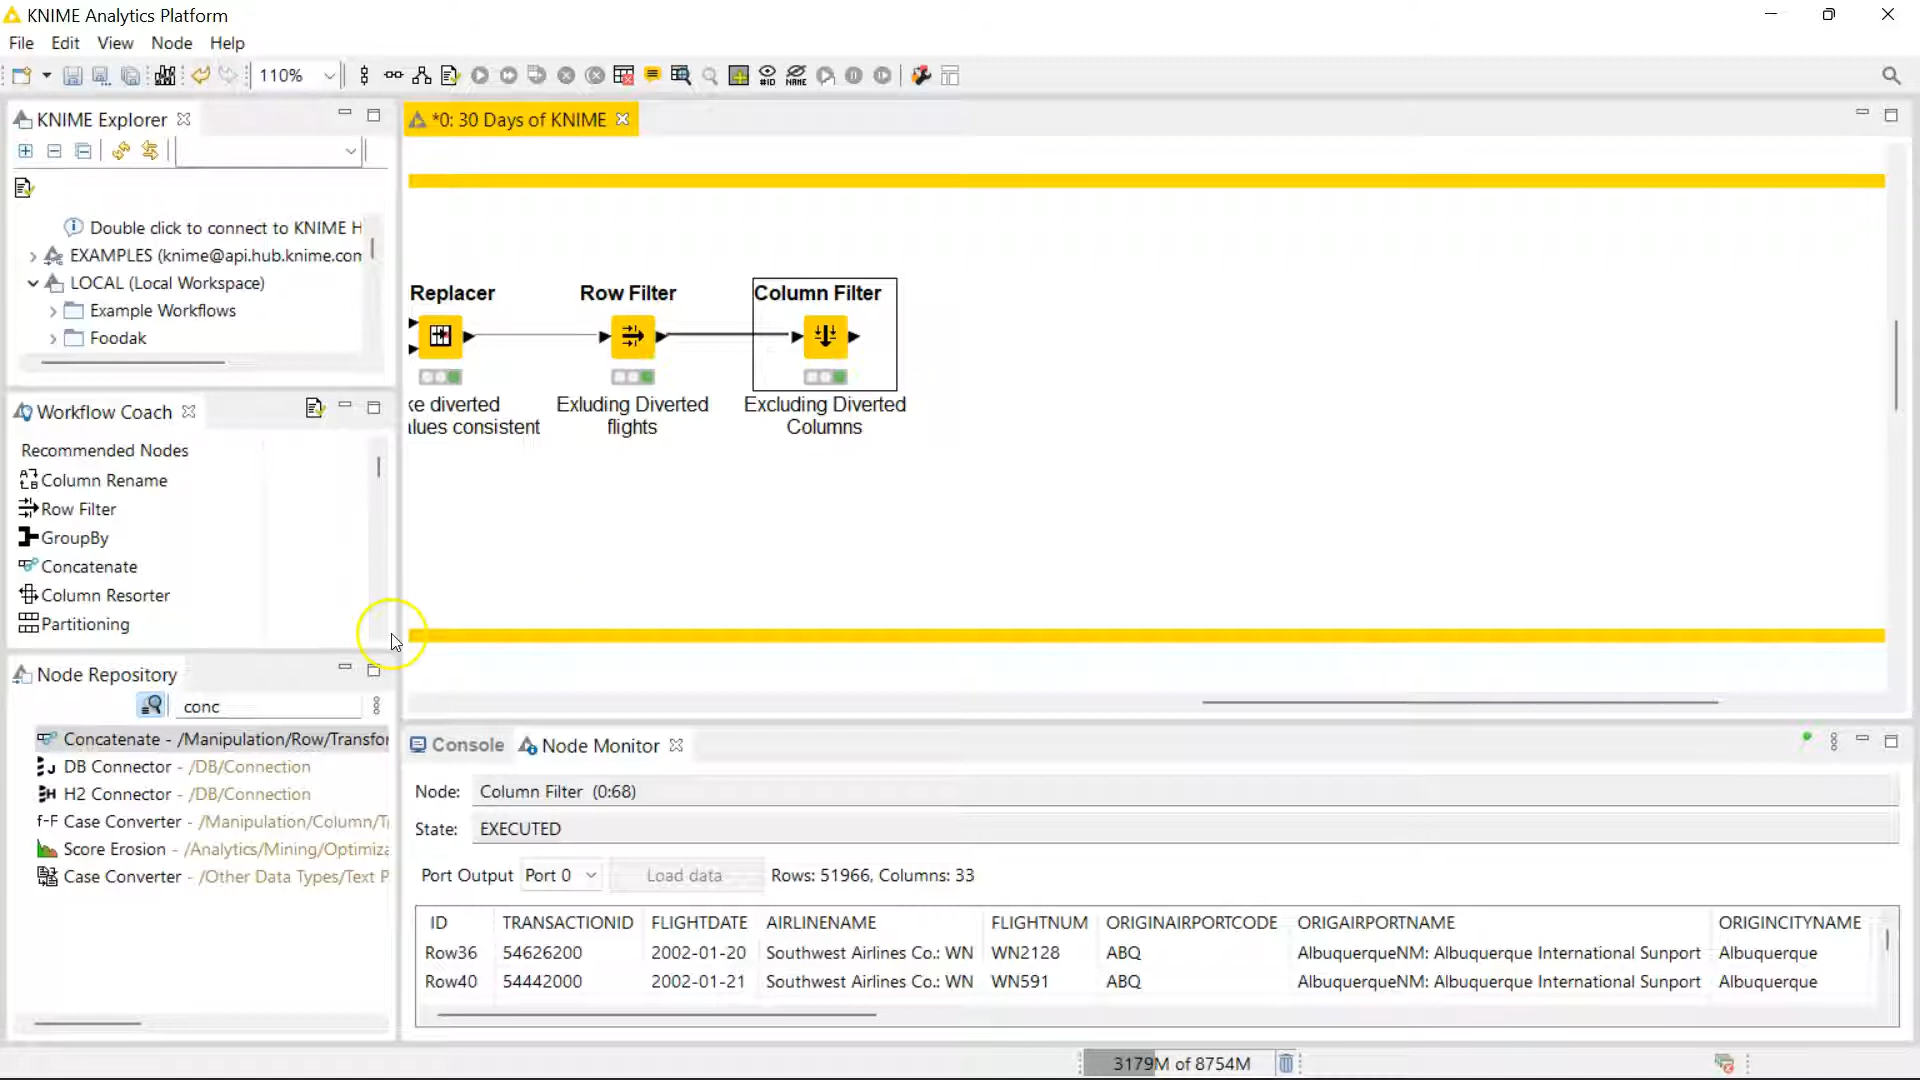 KNIME Analytics Platform
File Edit View Node Help
110%
#ID
NAME
KNIME Explorer
*0: 30 Days of KNIME
Double click to connect to KNIME H
EXAMPLES (knime@api.hub.knime.com
LOCAL (Local Workspace)
Example Workflows
Foodak
Replacer
Row Filter
Column Filter
ke diverted
alues consistent
Exluding Diverted
flights
Excluding Diverted
Columns
Workflow Coach
Recommended Nodes
Column Rename
Row Filter
GroupBy
Concatenate
Column Resorter
Partitioning
Node Repository
conc
Concatenate - /Manipulation/Row/Transfor
DB Connector - /DB/Connection
H2 Connector - /DB/Connection
f-F Case Converter - /Manipulation/Column/T
Score Erosion - /Analytics/Mining/Optimiza
Case Converter - /Other Data Types/Text P
Console Node Monitor
Node: Column Filter (0:68)
State: EXECUTED
Port Output Port 0 Load data Rows: 51966, Columns: 33
ID TRANSACTIONID FLIGHTDATE AIRLINENAME FLIGHTNUM ORIGINAIRPORTCODE ORIGAIRPORTNAME ORIGINCITYNAME
Row36 54626200 2002-01-20 Southwest Airlines Co.: WN WN2128 ABQ AlbuquerqueNM: Albuquerque International Sunport Albuquerque
Row40 54442000 2002-01-21 Southwest Airlines Co.: WN WN591 ABQ AlbuquerqueNM: Albuquerque International Sunport Albuquerque
3179M of 8754M